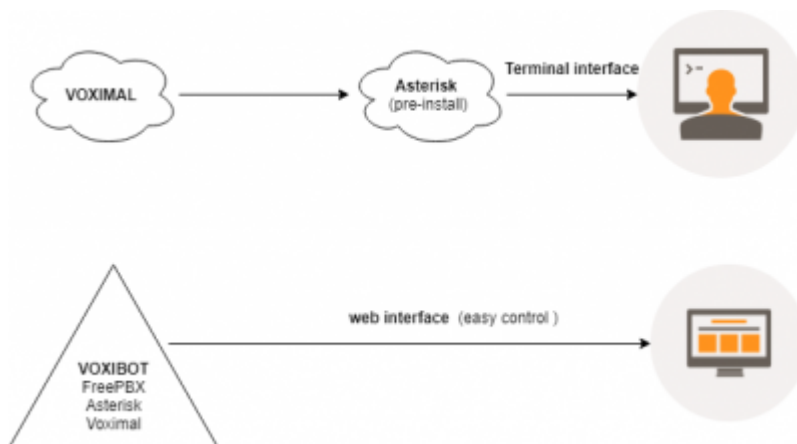 VOXIMAL
Asterisk
(pre-install)
Terminal interface
>-
web interface (easy control )
VOXIBOT
FreePBX
Asterisk
Voximal